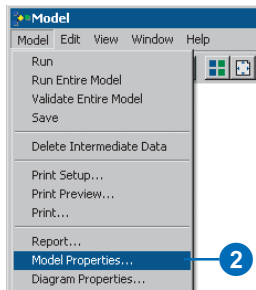 Model
Model Edit View Window Help
Run
Run Entire Model
Validate Entire Model
Save
Delete Intermediate Data
Print Setup...
Print Preview...
Print...
Report...
Model Properties... 2
Diagram Properties...